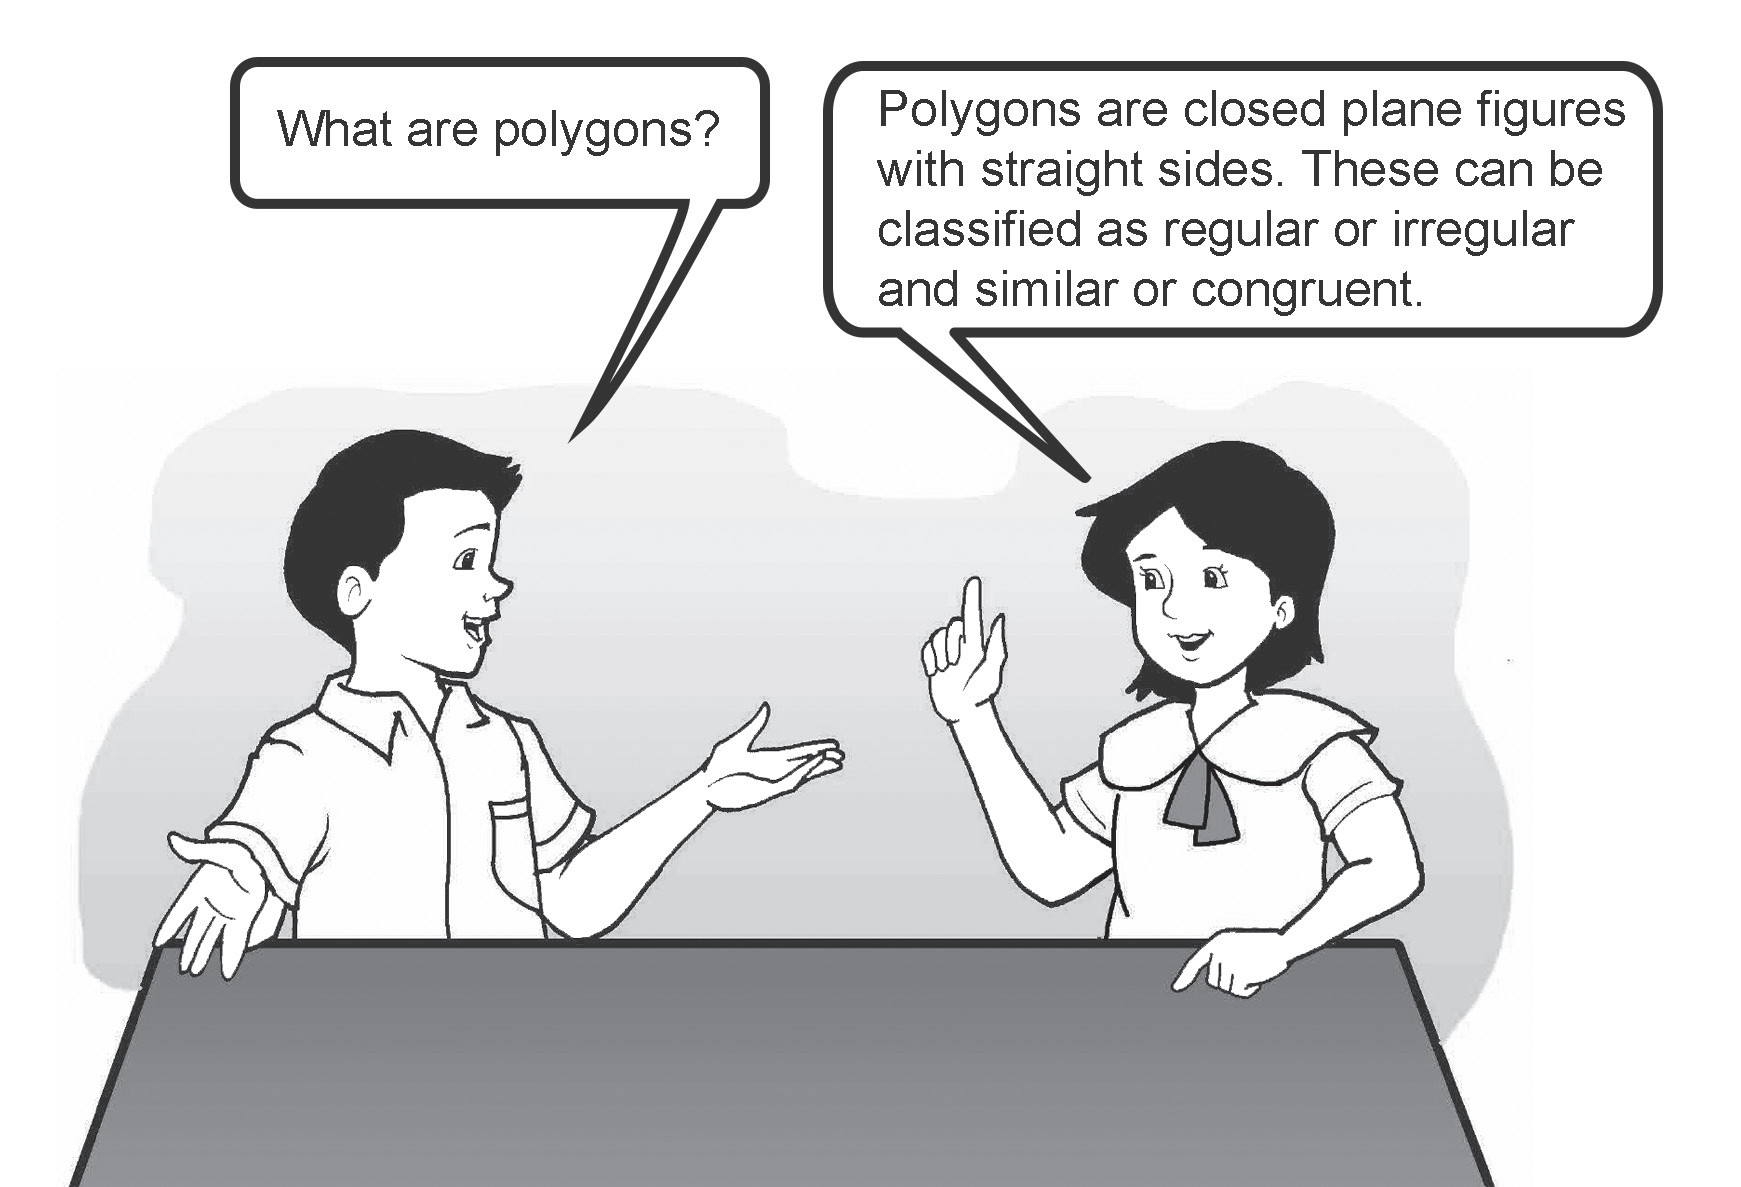 What are polygons?
Polygons are closed plane figures
with straight sides. These can be
classified as regular or irregular
and similar or congruent.